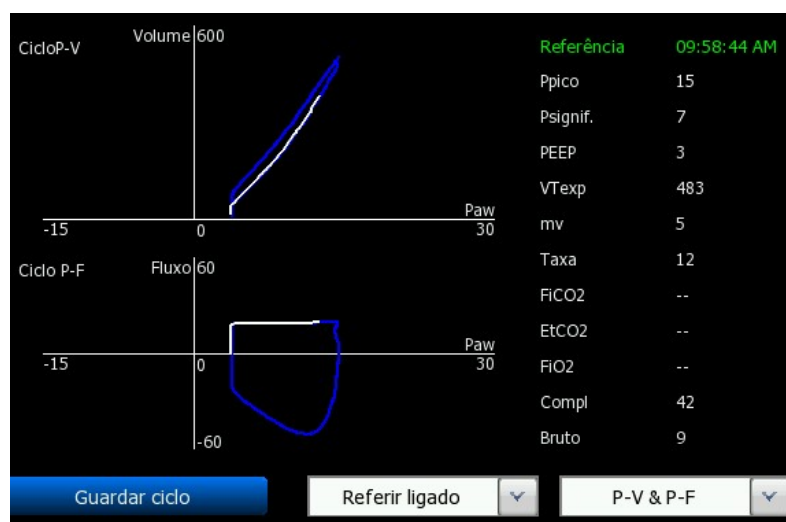 CicloP-V
Volume 600
Paw
-15 0 30
Ciclo P-F
Fluxo 60
Paw
-15 0 30
-60
Referência 09:58:44 AM
Ppico 15
Psignif. 7
PEEP 3
VTexp 483
mv 5
Taxa 12
FiCO2 --
EtCO2 --
FiO2 --
Compl 42
Bruto 9
Guardar ciclo
Referir ligado
P-V & P-F